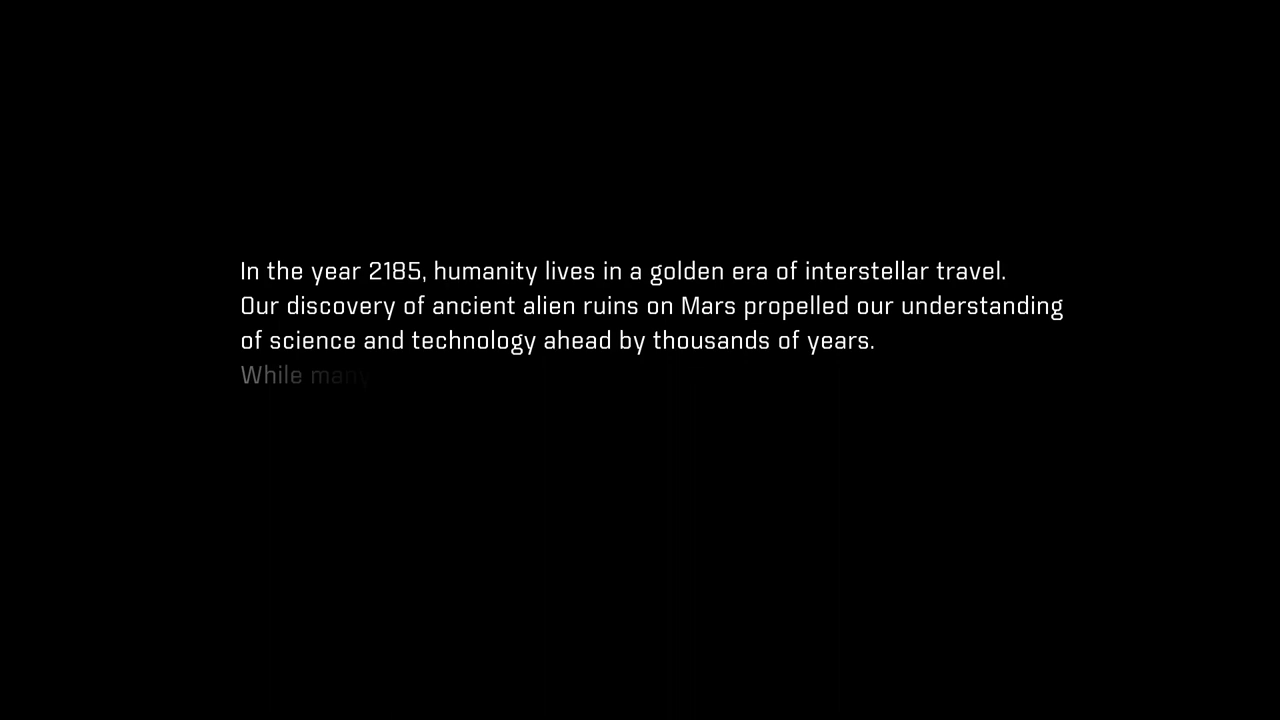 In the year 2185, humanity lives in a golden era of interstellar travel.
Our discovery of ancient alien ruins on Mars propelled our understanding
of science and technology ahead by thousands of years.
While many